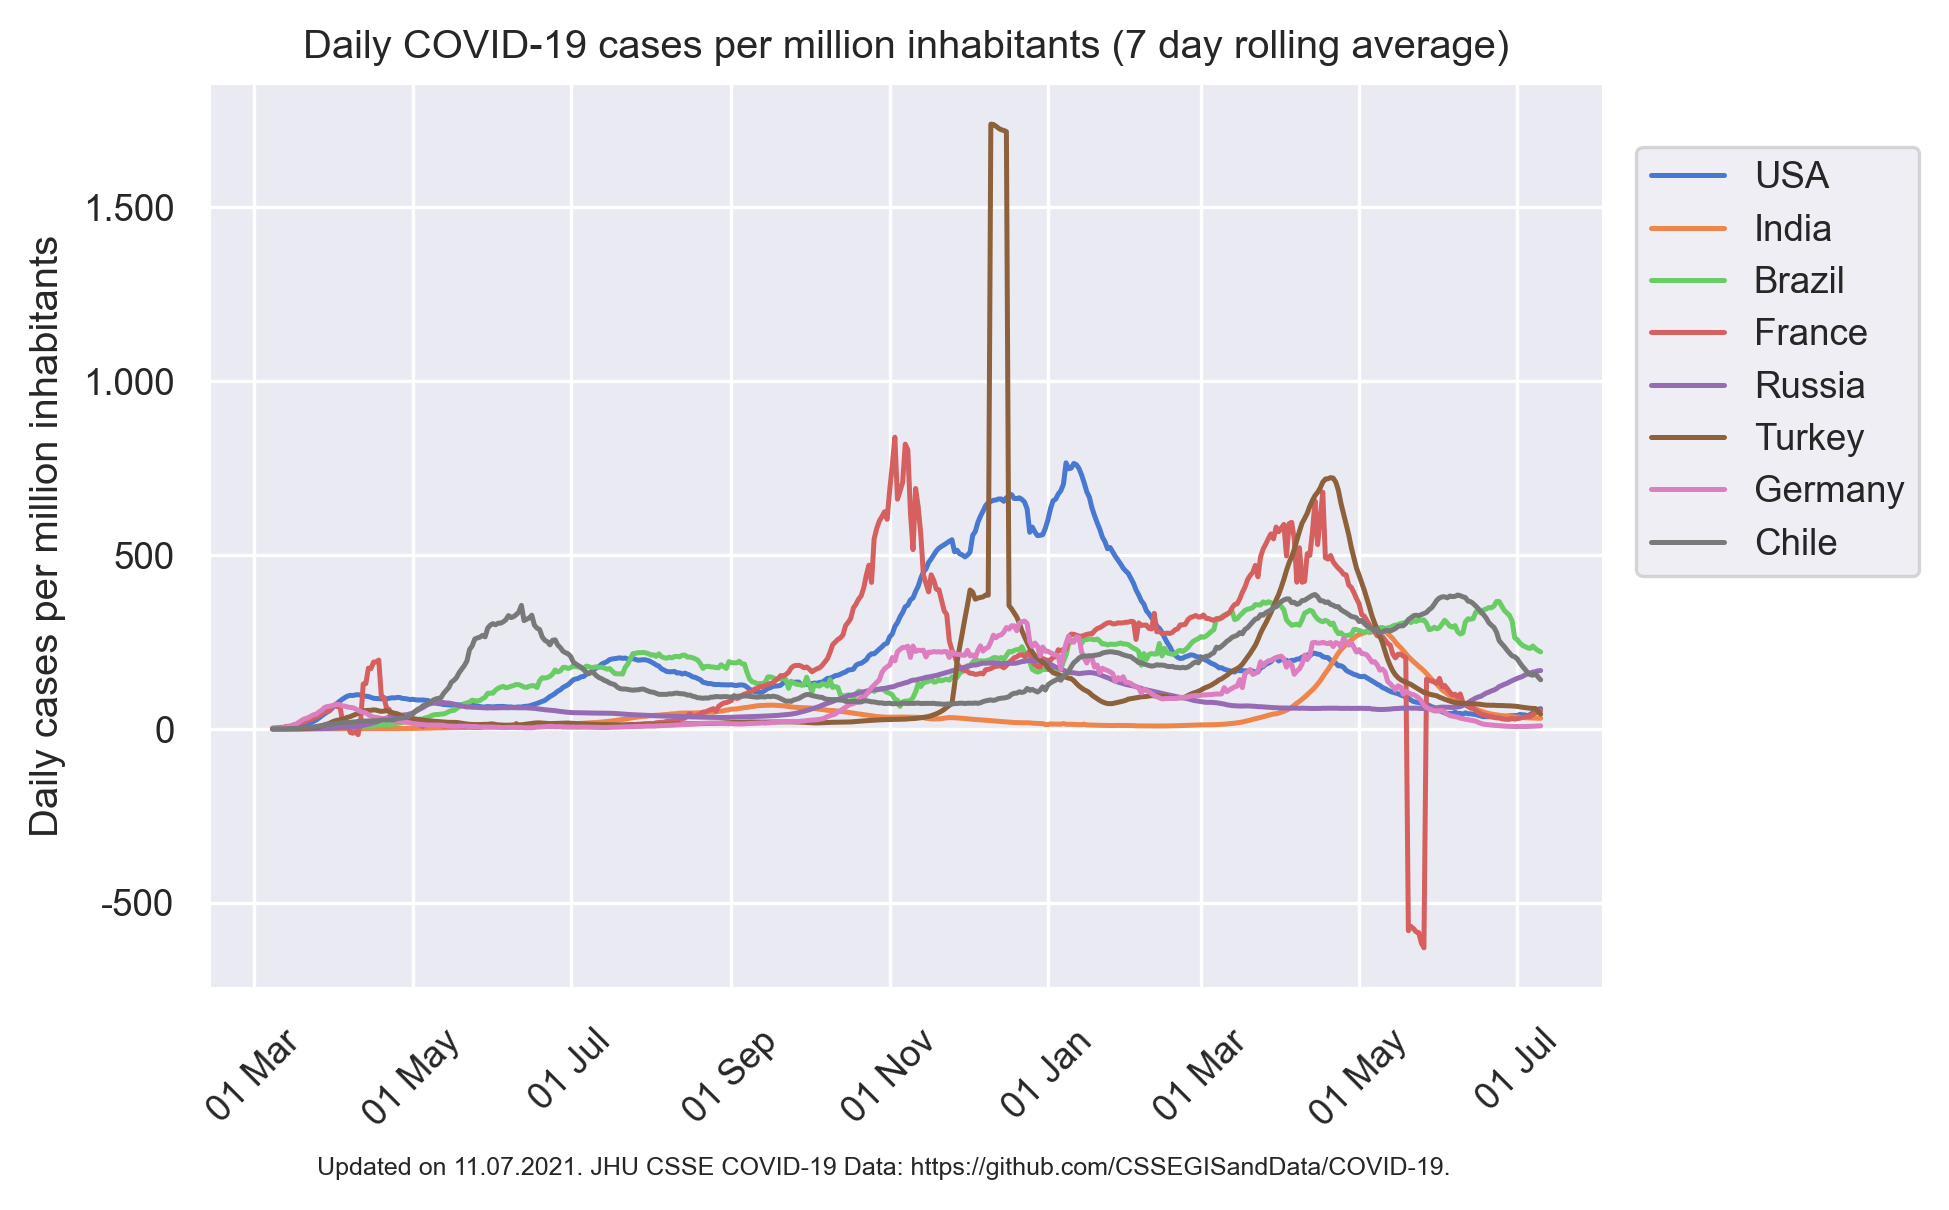 Daily COVID-19 cases per million inhabitants (7 day rolling average)
Daily cases per million inhabitants
1.500
1.000
500
0
-500
01 Mar
01 May
01 Jul
01 Sep
01 Nov
01 Jan
01 Mar
01 May
01 Jul
USA
India
Brazil
France
Russia
Turkey
Germany
Chile
Updated on 11.07.2021. JHU CSSE COVID-19 Data: https://github.com/CSSEGISandData/COVID-19.